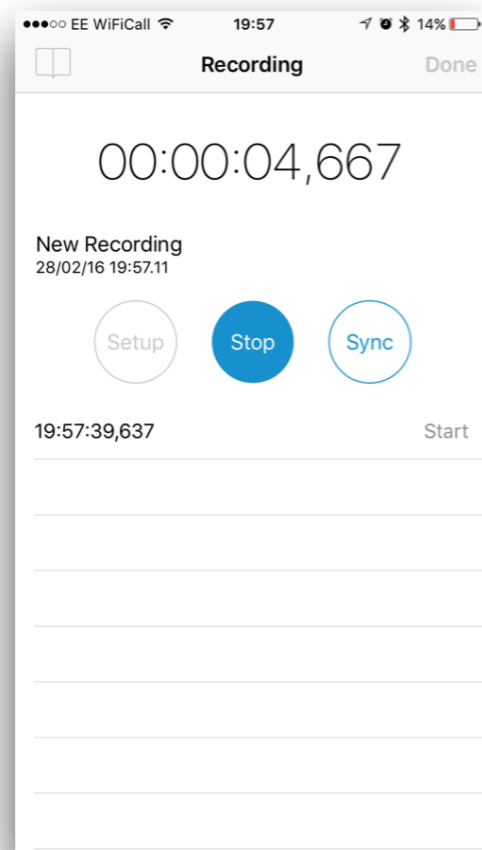 EE WiFiCall 19:57 14%
Recording Done
00:00:04,667
New Recording
28/02/16 19:57.11
Setup Stop Sync
19:57:39,637 Start